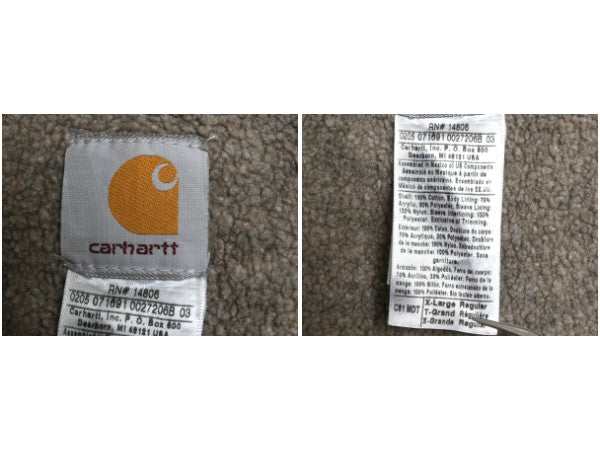 carhartt
RN# 14806
0205 071691 0027206B 03
Carhartt, Inc. P. O. Box 600
Dearborn, MI 48121 USA
RN# 14806
0205 071691 0027206B 03
Carhartt, Inc. P. O. Box 600
Dearborn, MI 48121 USA
Assembled in Mexico of US Components
Assemblé au Mexique à partir de
composants américains. Ensamblado en
México de componentes de los EE.UU.
Shell: 100% Cotton. Body Lining: 70%
Acrylic, 30% Polyester. Sleeve Lining:
100% Nylon. Sleeve Interlining: 100%
Polyester. Exclusive of Trimming.
Extérieur: 100% Coton. Doublure du corps:
70% Acrylique, 30% Polyester. Doublure
de la manche: 100% Nylon. Entredoublure
de la manche: 100% Polyester. Sans
garniture.
100% Algodón. Forro del cuerpo:
70% Acrílico, 30% Poliéster. Forro de la
manga: 100% Nilón. Forro entretelado de la
manga: 100% Poliéster. Sin incluir adorno.
C61 MDT
X-Large Regular
T-Grand Régulière
X-Grande Regular